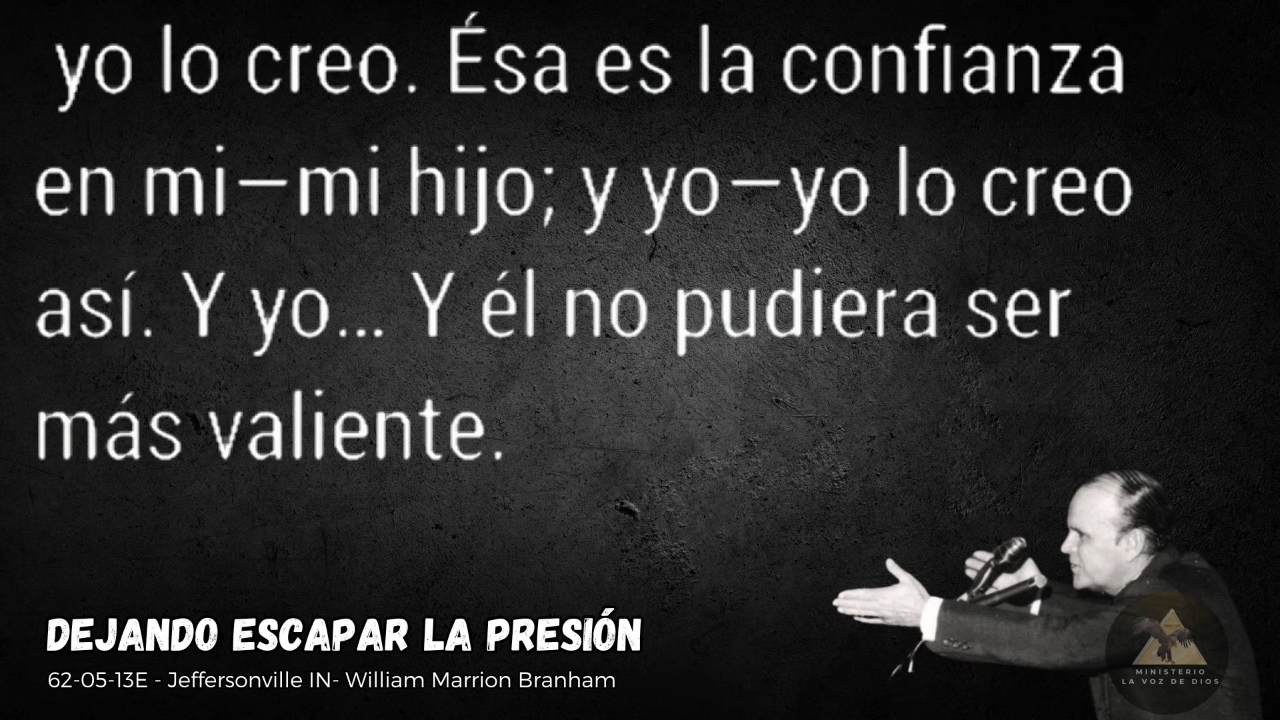 yo lo creo. Ésa es la confianza
en mi—mi hijo; y yo—yo lo creo
así. Y yo... Y él no pudiera ser
más valiente.
DEJANDO ESCAPAR LA PRESIÓN
62-05-13E - Jeffersonville IN- William Marrion Branham
MINISTERIO
LA VOZ DE DIOS